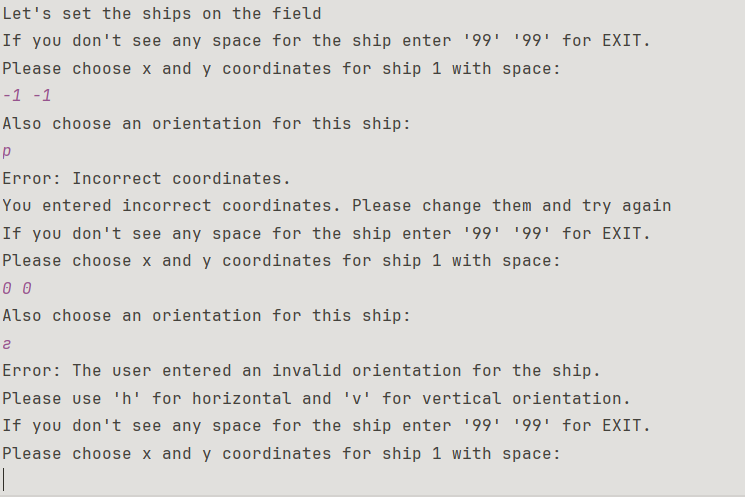 Let's set the ships on the field
If you don't see any space for the ship enter '99' '99' for EXIT.
Please choose x and y coordinates for ship 1 with space:
-1 -1
Also choose an orientation for this ship:
p
Error: Incorrect coordinates.
You entered incorrect coordinates. Please change them and try again
If you don't see any space for the ship enter '99' '99' for EXIT.
Please choose x and y coordinates for ship 1 with space:
0 0
Also choose an orientation for this ship:
г
Error: The user entered an invalid orientation for the ship.
Please use 'h' for horizontal and 'v' for vertical orientation.
If you don't see any space for the ship enter '99' '99' for EXIT.
Please choose x and y coordinates for ship 1 with space: